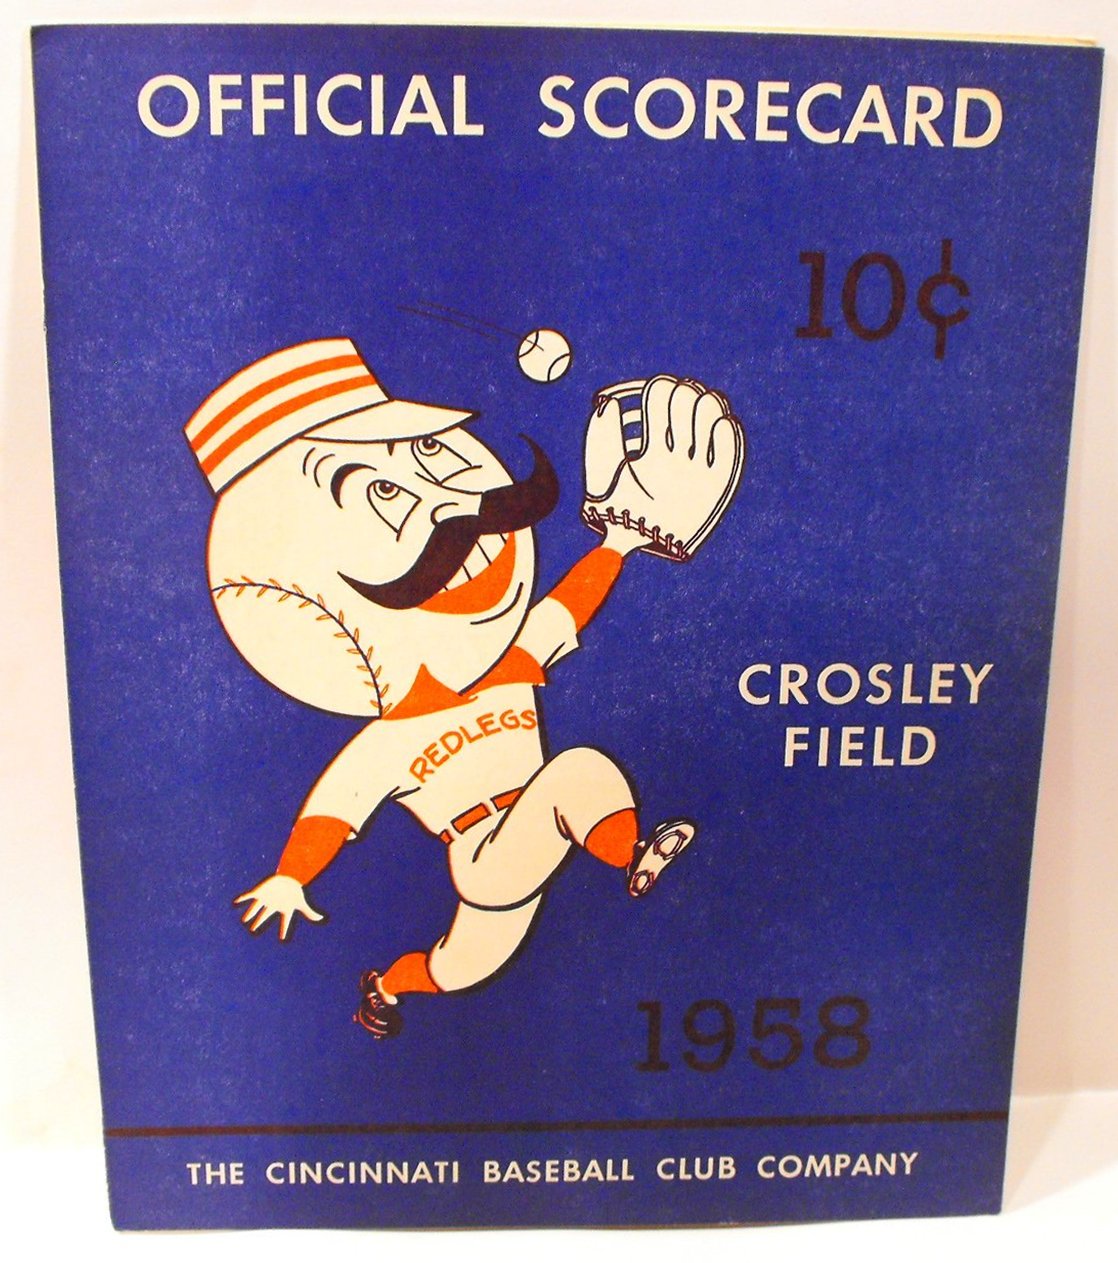 OFFICIAL SCORECARD
10¢
REDLEGS
CROSLEY
FIELD
1958
THE CINCINNATI BASEBALL CLUB COMPANY